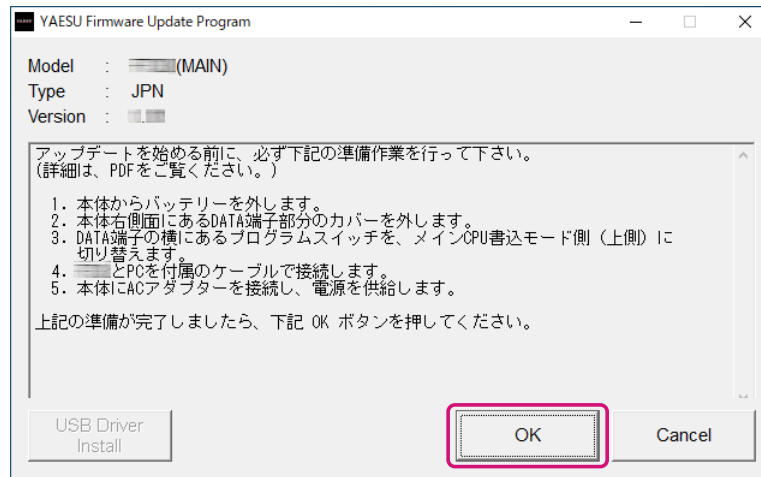 YAESU Firmware Update Program
Model : (MAIN)
Type : JPN
Version :
アップデートを始める前に、必ず下記の準備作業を行って下さい。
(詳細は、PDFをご覧ください。)
1. 本体からバッテリーを外します。
2. 本体右側面にあるDATA端子部分のカバーを外します。
3. DATA端子の横にあるプログラムスイッチを、メインCPU書込モード側（上側）に
切り替えます。
4. とPCを付属のケーブルで接続します。
5. 本体にACアダプターを接続し、電源を供給します。
上記の準備が完了しましたら、下記 OK ボタンを押してください。
USB Driver
Install
OK
Cancel